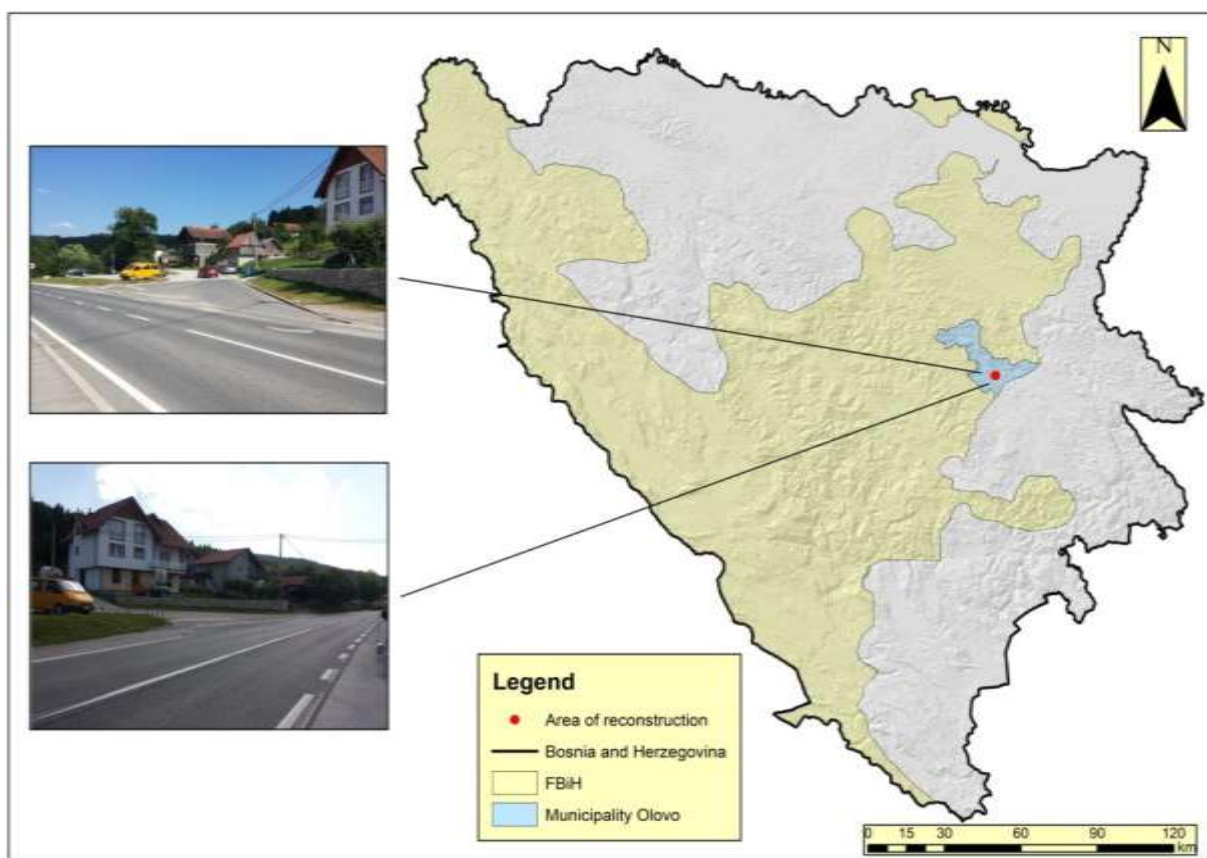 N
Legend
Area of reconstruction
Bosnia and Herzegovina
FBiH
Municipality Olovo
0 15 30 60 90 120
km